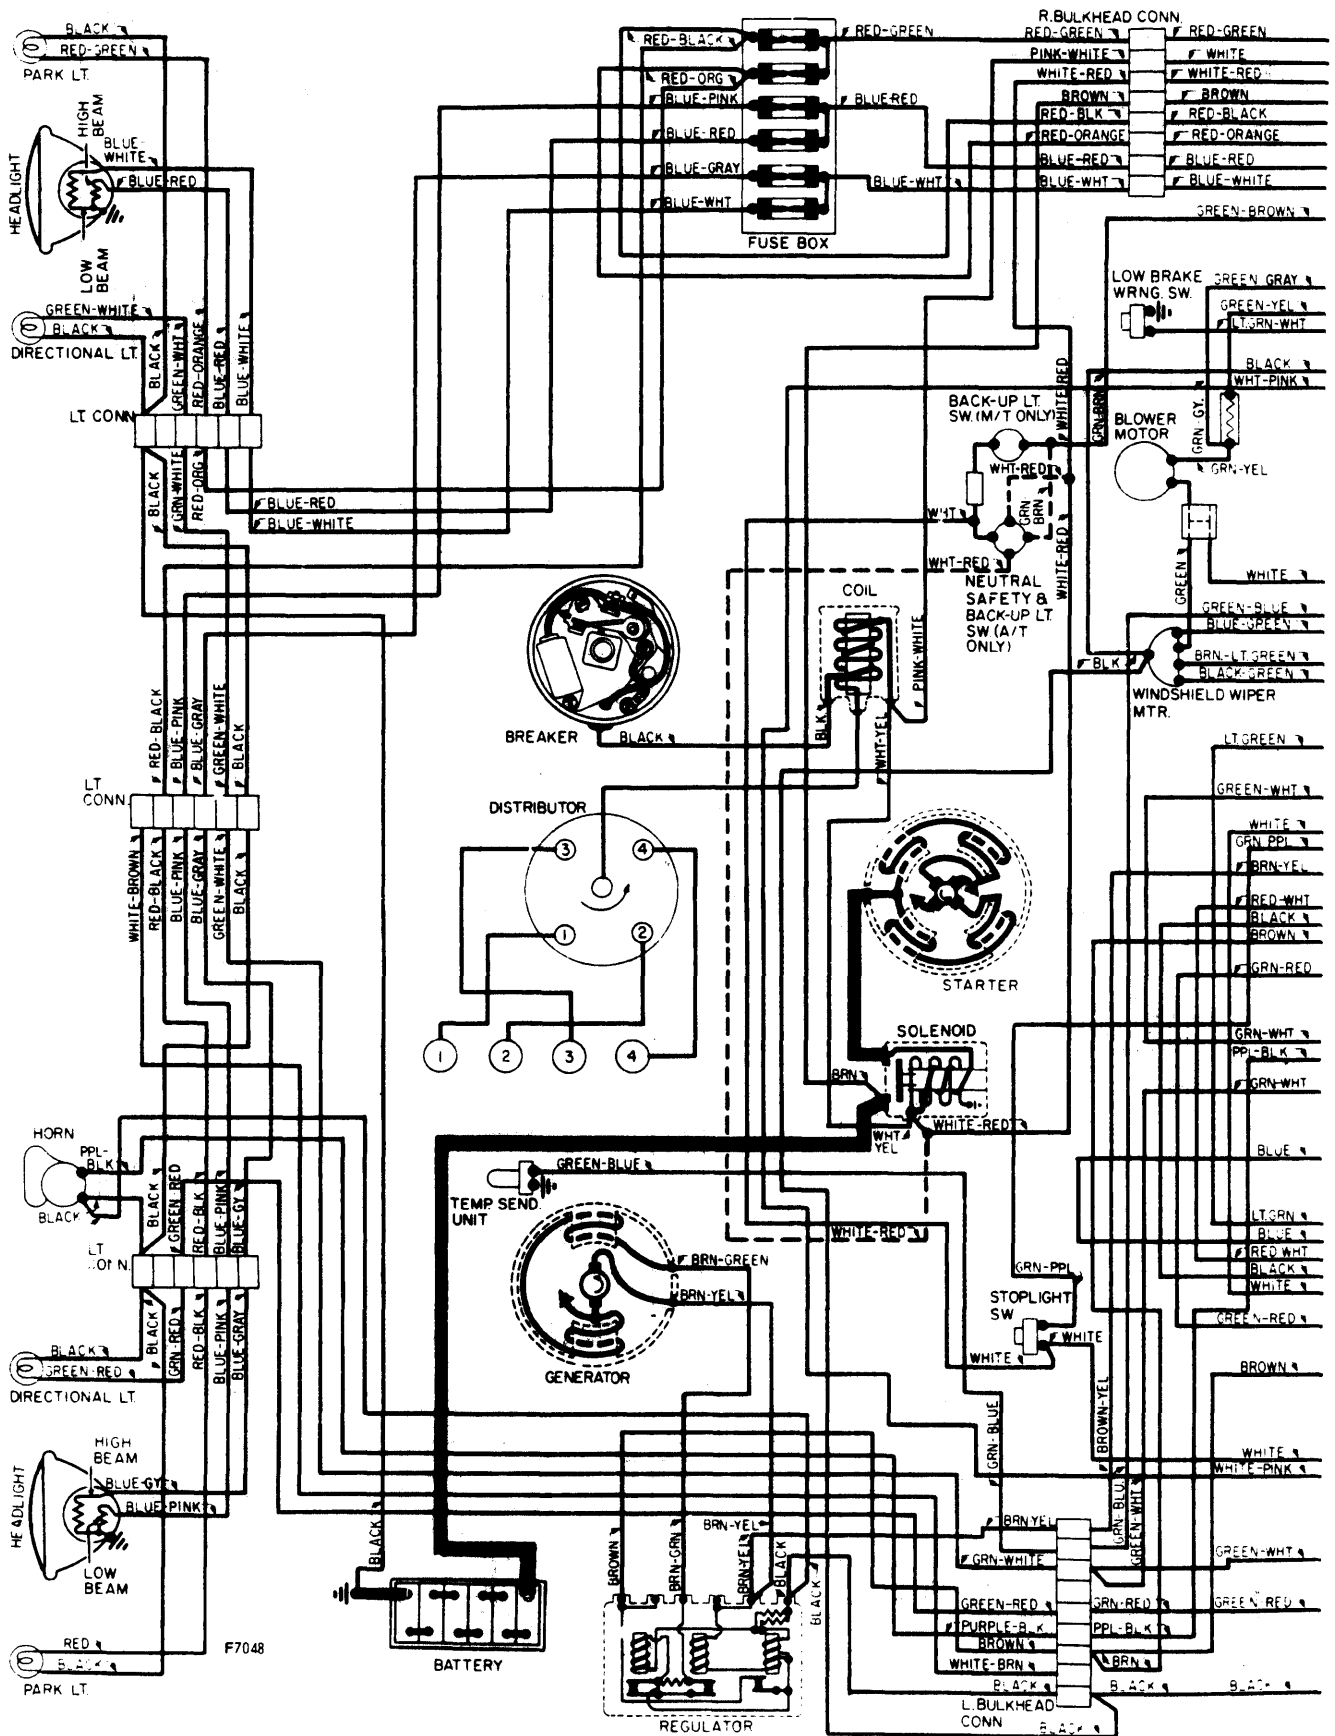 BLACK
RED-GREEN
PARK LT.
HIGH BEAM
BLUE-WHITE
BLUE-RED
HEADLIGHT
LOW BEAM
GREEN-WHITE
BLACK
DIRECTIONAL LT.
BLACK
GREEN-WHT
RED-ORANGE
BLUE-RED
BLUE-WHITE
LT CONN
BLACK
GRN-WHITE
RED-ORG
BLUE-RED
BLUE-WHITE
RED-BLACK
RED-ORG
BLUE-PINK
BLUE-RED
BLUE-GRAY
BLUE-WHT
FUSE BOX
RED-GREEN
BLUE-RED
BLUE-WHT
R.BULKHEAD CONN.
RED-GREEN
RED-GREEN
PINK-WHITE
WHITE
WHITE-RED
WHITE-RED
BROWN
BROWN
RED-BLK
RED-BLACK
RED-ORANGE
RED-ORANGE
BLUE-RED
BLUE-RED
BLUE-WHT
BLUE-WHITE
GREEN-BROWN
LOW BRAKE
WRNG. SW.
GREEN GRAY
GREEN-YEL
LT.GRN-WHT
BLACK
WHT-PINK
BACK-UP LT.
SW.(M/T ONLY)
WHITE-RED
GRN-BRN
BLOWER
MOTOR
GRN-GY.
GRN-YEL
WHT-RED
GRN-BRN
WHT
WHT-RED
WHITE-RED
NEUTRAL
SAFETY &
BACK-UP LT.
SW.(A/T
ONLY)
GREEN
WHITE
GREEN-BLUE
BLUE-GREEN
BRN.-LT.GREEN
BLACK-GREEN
BLK
WINDSHIELD WIPER
MTR.
COIL
PINK-WHITE
BLK
WHT-YEL
BREAKER
BLACK
RED-BLACK
BLUE-PINK
BLUE-GRAY
GREEN-WHITE
BLACK
LT
CONN.
WHITE-BROWN
RED-BLACK
BLUE-PINK
BLUE-GRAY
GREEN-WHITE
BLACK
DISTRIBUTOR
3
4
1
2
1
2
3
4
STARTER
SOLENOID
BRN
WHT
YEL
WHITE-RED
LT.GREEN
GREEN-WHT
WHITE
GRN PPL
BRN-YEL
RED-WHT
BLACK
BROWN
GRN-RED
GRN-WHT
PPL-BLK
GRN-WHT
BLUE
LT.GRN
BLUE
RED WHT
BLACK
WHITE
GREEN-RED
BROWN
WHITE
WHITE-PINK
HORN
PPL-BLK
BLACK
BLACK
GREEN RED
RED-BLK
BLUE-PINK
BLUE-GY
LT
BLACK
GRN-RED
RED-BLK
BLUE-PINK
BLUE-GRAY
BLACK
GREEN-RED
DIRECTIONAL LT.
HIGH
BEAM
BLUE-GY
BLUE-PINK
HEADLIGHT
LOW
BEAM
RED
BLACK
PARK LT.
F7048
GREEN-BLUE
TEMP. SEND.
UNIT
WHITE-RED
BRN-GREEN
BRN-YEL
GENERATOR
GRN-PPL
STOPLIGHT
SW
WHITE
WHITE
BROWN-YEL
GRN-BLUE
GRN-BLU
GREEN-WHT
BLACK
BATTERY
BROWN
BRN-GRN
BRN-YEL
BRN-YEL
BLACK
BLACK
REGULATOR
BRN YEL
GRN-WHITE
GREEN-WHT
GREEN-RED
GRN-RED
GREEN RED
PURPLE-BLK
PPL-BLK
BROWN
BRN
WHITE-BRN
BLACK
BLACK
BLACK
L.BULKHEAD
CONN
BLACK